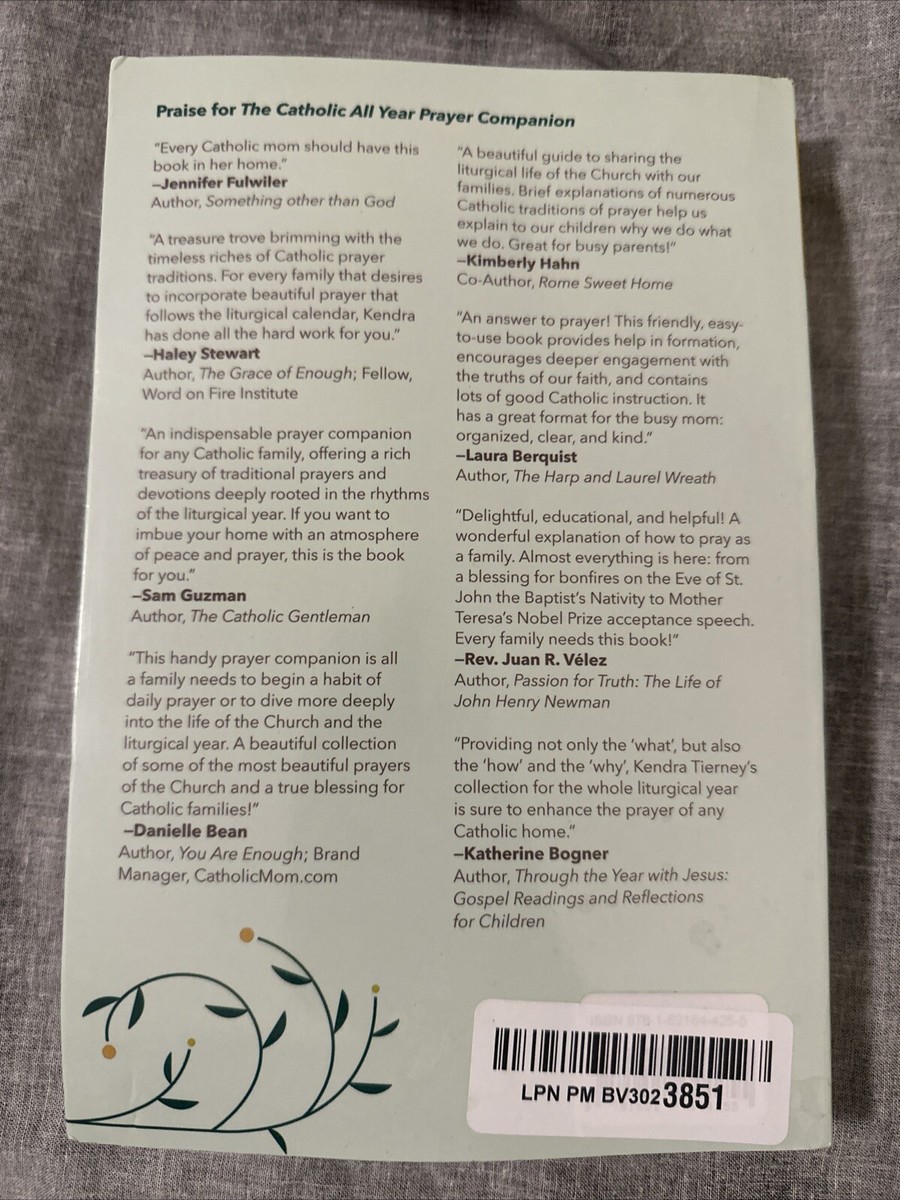 Praise for The Catholic All Year Prayer Companion
"Every Catholic mom should have this
book in her home."
–Jennifer Fulwiler
Author, Something other than God
"A treasure trove brimming with the
timeless riches of Catholic prayer
traditions. For every family that desires
to incorporate beautiful prayer that
follows the liturgical calendar, Kendra
has done all the hard work for you."
–Haley Stewart
Author, The Grace of Enough; Fellow,
Word on Fire Institute
"An indispensable prayer companion
for any Catholic family, offering a rich
treasury of traditional prayers and
devotions deeply rooted in the rhythms
of the liturgical year. If you want to
imbue your home with an atmosphere
of peace and prayer, this is the book
for you."
–Sam Guzman
Author, The Catholic Gentleman
"This handy prayer companion is all
a family needs to begin a habit of
daily prayer or to dive more deeply
into the life of the Church and the
liturgical year. A beautiful collection
of some of the most beautiful prayers
of the Church and a true blessing for
Catholic families!"
–Danielle Bean
Author, You Are Enough; Brand
Manager, CatholicMom.com
"A beautiful guide to sharing the
liturgical life of the Church with our
families. Brief explanations of numerous
Catholic traditions of prayer help us
explain to our children why we do what
we do. Great for busy parents!"
–Kimberly Hahn
Co-Author, Rome Sweet Home
"An answer to prayer! This friendly, easy-
to-use book provides help in formation,
encourages deeper engagement with
the truths of our faith, and contains
lots of good Catholic instruction. It
has a great format for the busy mom:
organized, clear, and kind."
–Laura Berquist
Author, The Harp and Laurel Wreath
"Delightful, educational, and helpful! A
wonderful explanation of how to pray as
a family. Almost everything is here: from
a blessing for bonfires on the Eve of St.
John the Baptist's Nativity to Mother
Teresa's Nobel Prize acceptance speech.
Every family needs this book!"
–Rev. Juan R. Vélez
Author, Passion for Truth: The Life of
John Henry Newman
"Providing not only the 'what', but also
the 'how' and the 'why', Kendra Tierney's
collection for the whole liturgical year
is sure to enhance the prayer of any
Catholic home."
–Katherine Bogner
Author, Through the Year with Jesus:
Gospel Readings and Reflections
for Children
LPN PM BV3023851